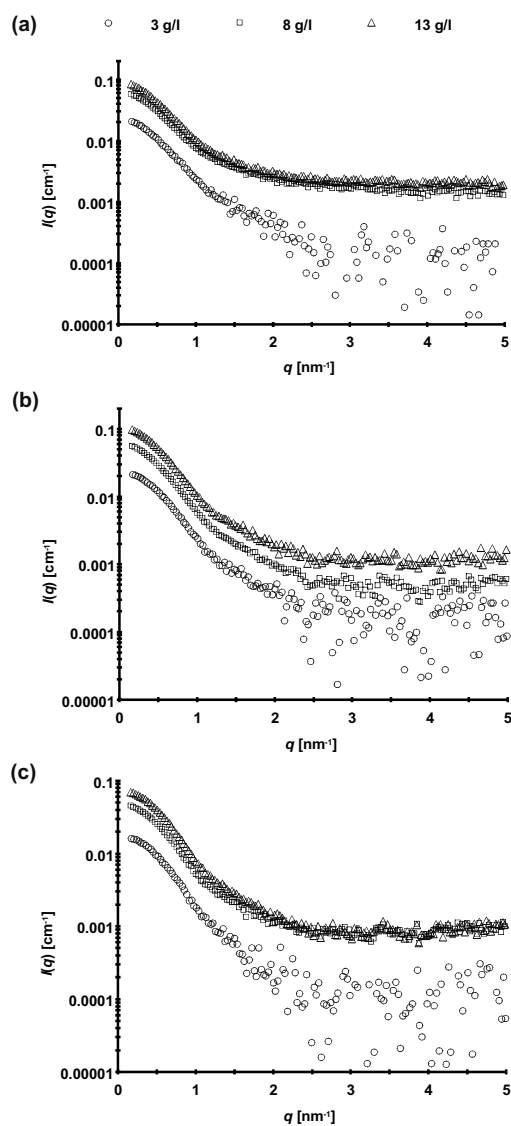 (a) 3 g/l 8 g/l 13 g/l
0.1
0.01
0.001
0.0001
0.00001
I(q) [cm⁻¹]
0 1 2 3 4 5
q [nm⁻¹]
(b)
0.1
0.01
0.001
0.0001
0.00001
I(q) [cm⁻¹]
0 1 2 3 4 5
q [nm⁻¹]
(c)
0.1
0.01
0.001
0.0001
0.00001
I(q) [cm⁻¹]
0 1 2 3 4 5
q [nm⁻¹]